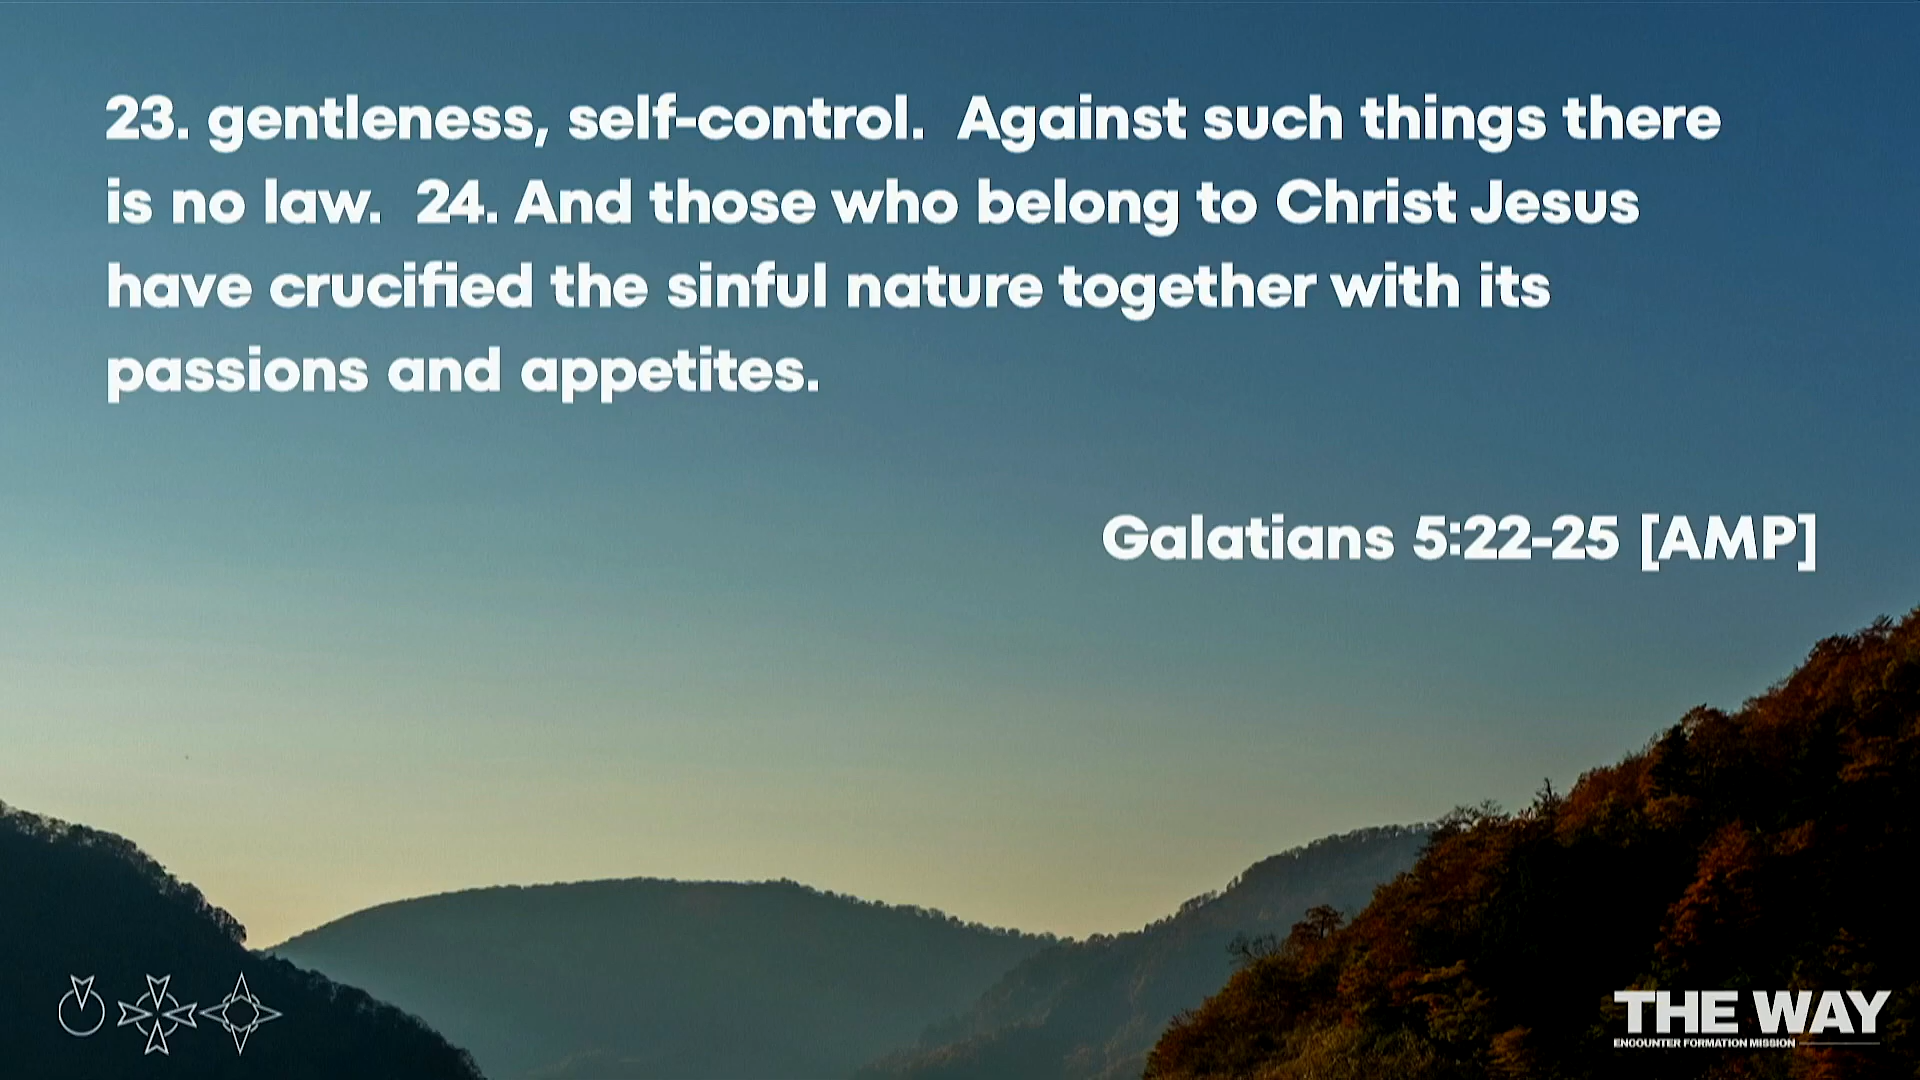 23. gentleness, self-control.  Against such things there
is no law.  24. And those who belong to Christ Jesus
have crucified the sinful nature together with its
passions and appetites.
Galatians 5:22-25 [AMP]
THE WAY
ENCOUNTER FORMATION MISSION